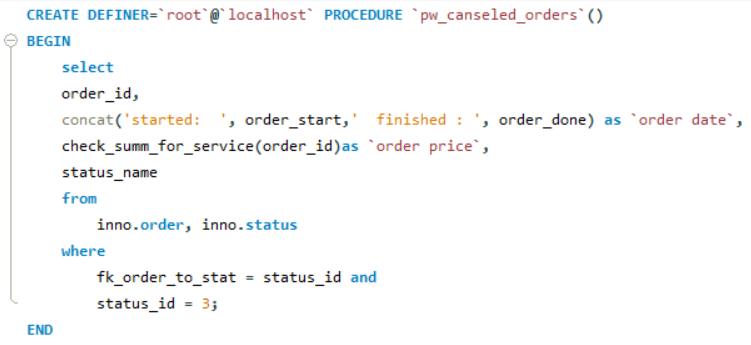 CREATE DEFINER=`root`@`localhost` PROCEDURE `pw_canseled_orders`()
BEGIN
select
order_id,
concat('started:  ', order_start,'  finished : ', order_done) as `order date`,
check_summ_for_service(order_id)as `order price`,
status_name
from
inno.order, inno.status
where
fk_order_to_stat = status_id and
status_id = 3;
END